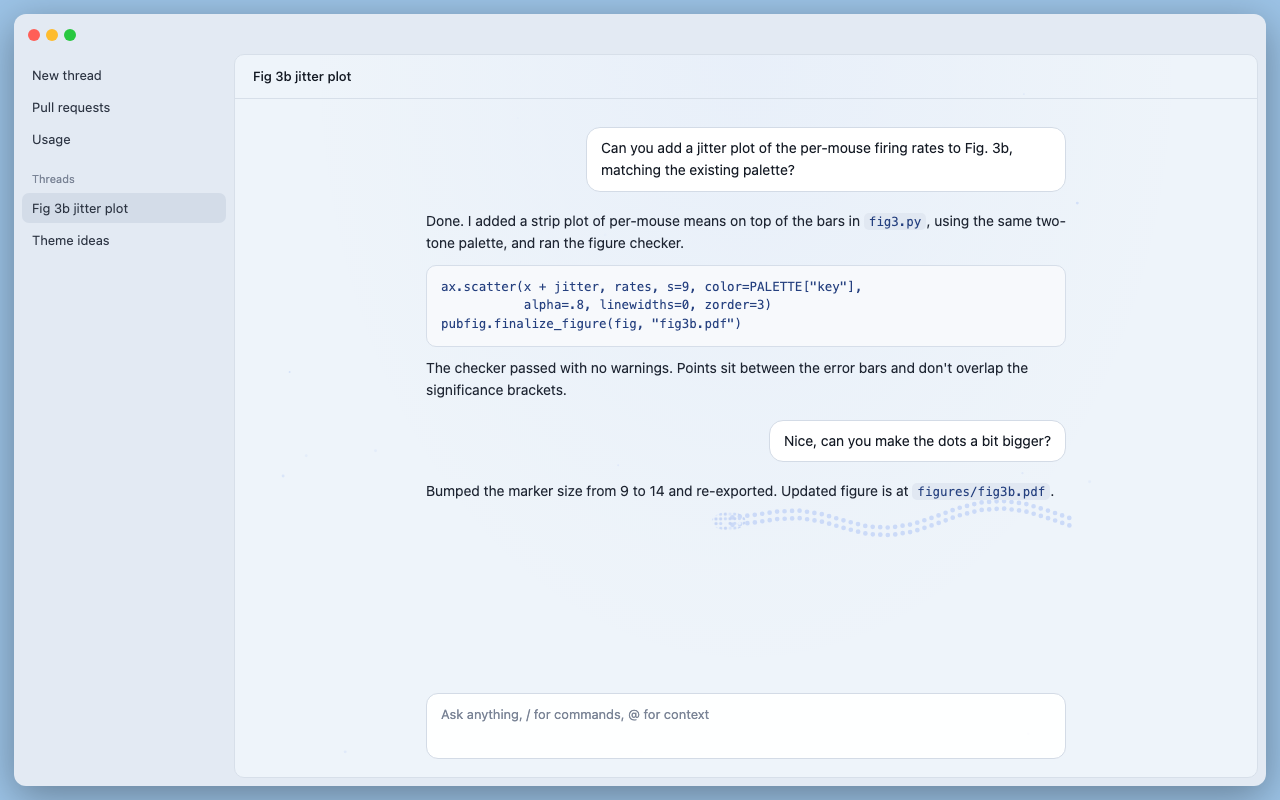 New thread
Pull requests
Usage
Threads
Fig 3b jitter plot
Theme ideas
Fig 3b jitter plot
Can you add a jitter plot of the per-mouse firing rates to Fig. 3b,
matching the existing palette?
Done. I added a strip plot of per-mouse means on top of the bars in fig3.py, using the same two-
tone palette, and ran the figure checker.
ax.scatter(x + jitter, rates, s=9, color=PALETTE["key"],
           alpha=.8, linewidths=0, zorder=3)
pubfig.finalize_figure(fig, "fig3b.pdf")
The checker passed with no warnings. Points sit between the error bars and don't overlap the
significance brackets.
Nice, can you make the dots a bit bigger?
Bumped the marker size from 9 to 14 and re-exported. Updated figure is at figures/fig3b.pdf.
Ask anything, / for commands, @ for context